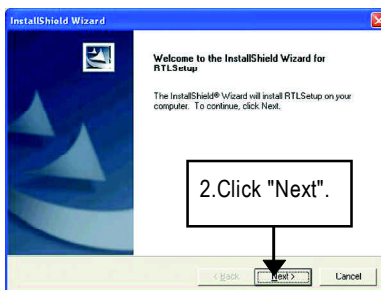 InstallShield Wizard
Welcome to the InstallShield Wizard for
RTLSetup
The InstallShield® Wizard will install RTLSetup on your
computer. To continue, click Next.
2.Click "Next".
< Back
Next >
Cancel